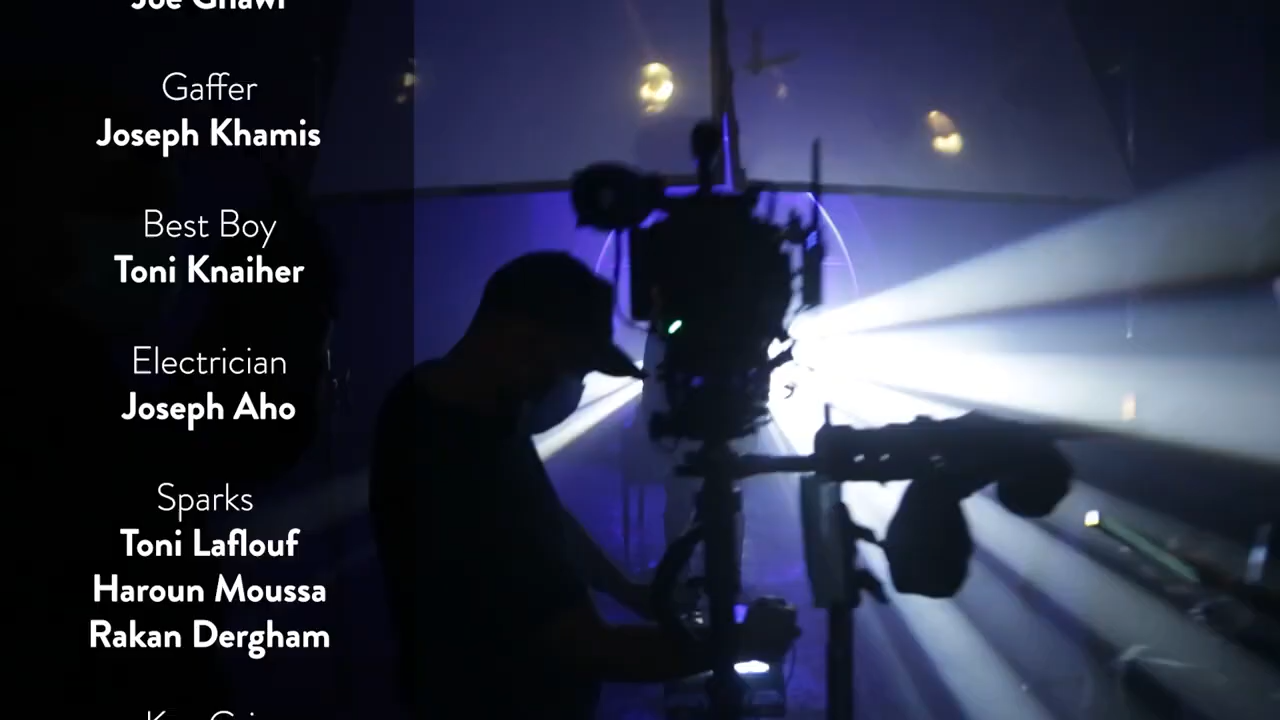 Gaffer
Joseph Khamis
Best Boy
Toni Knaiher
Electrician
Joseph Aho
Sparks
Toni Laflouf
Haroun Moussa
Rakan Dergham